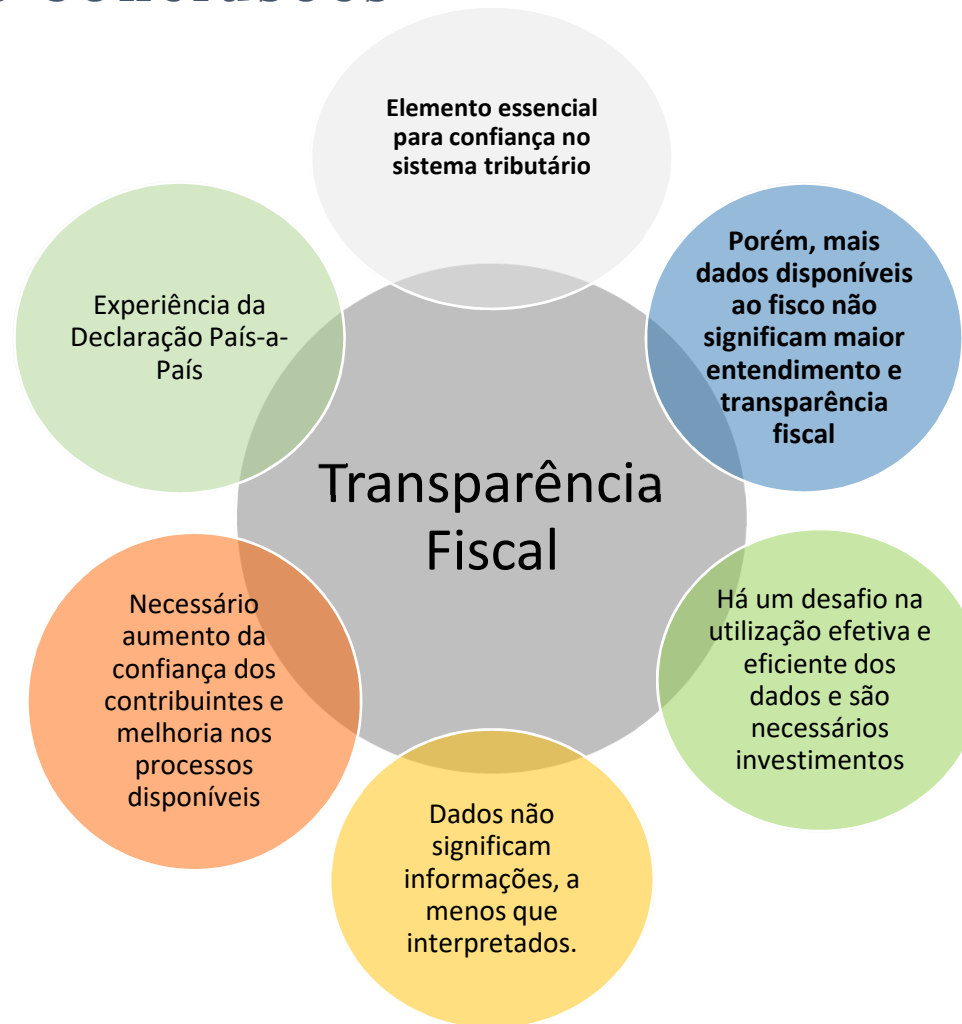 Elemento essencial
para confiança no
sistema tributário
Porém, mais
dados disponíveis
ao fisco não
significam maior
entendimento e
transparência
fiscal
Experiência da
Declaração País-a-
País
Transparência
Fiscal
Há um desafio na
utilização efetiva e
eficiente dos
dados e são
necessários
investimentos
Necessário
aumento da
confiança dos
contribuintes e
melhoria nos
processos
disponíveis
Dados não
significam
informações, a
menos que
interpretados.